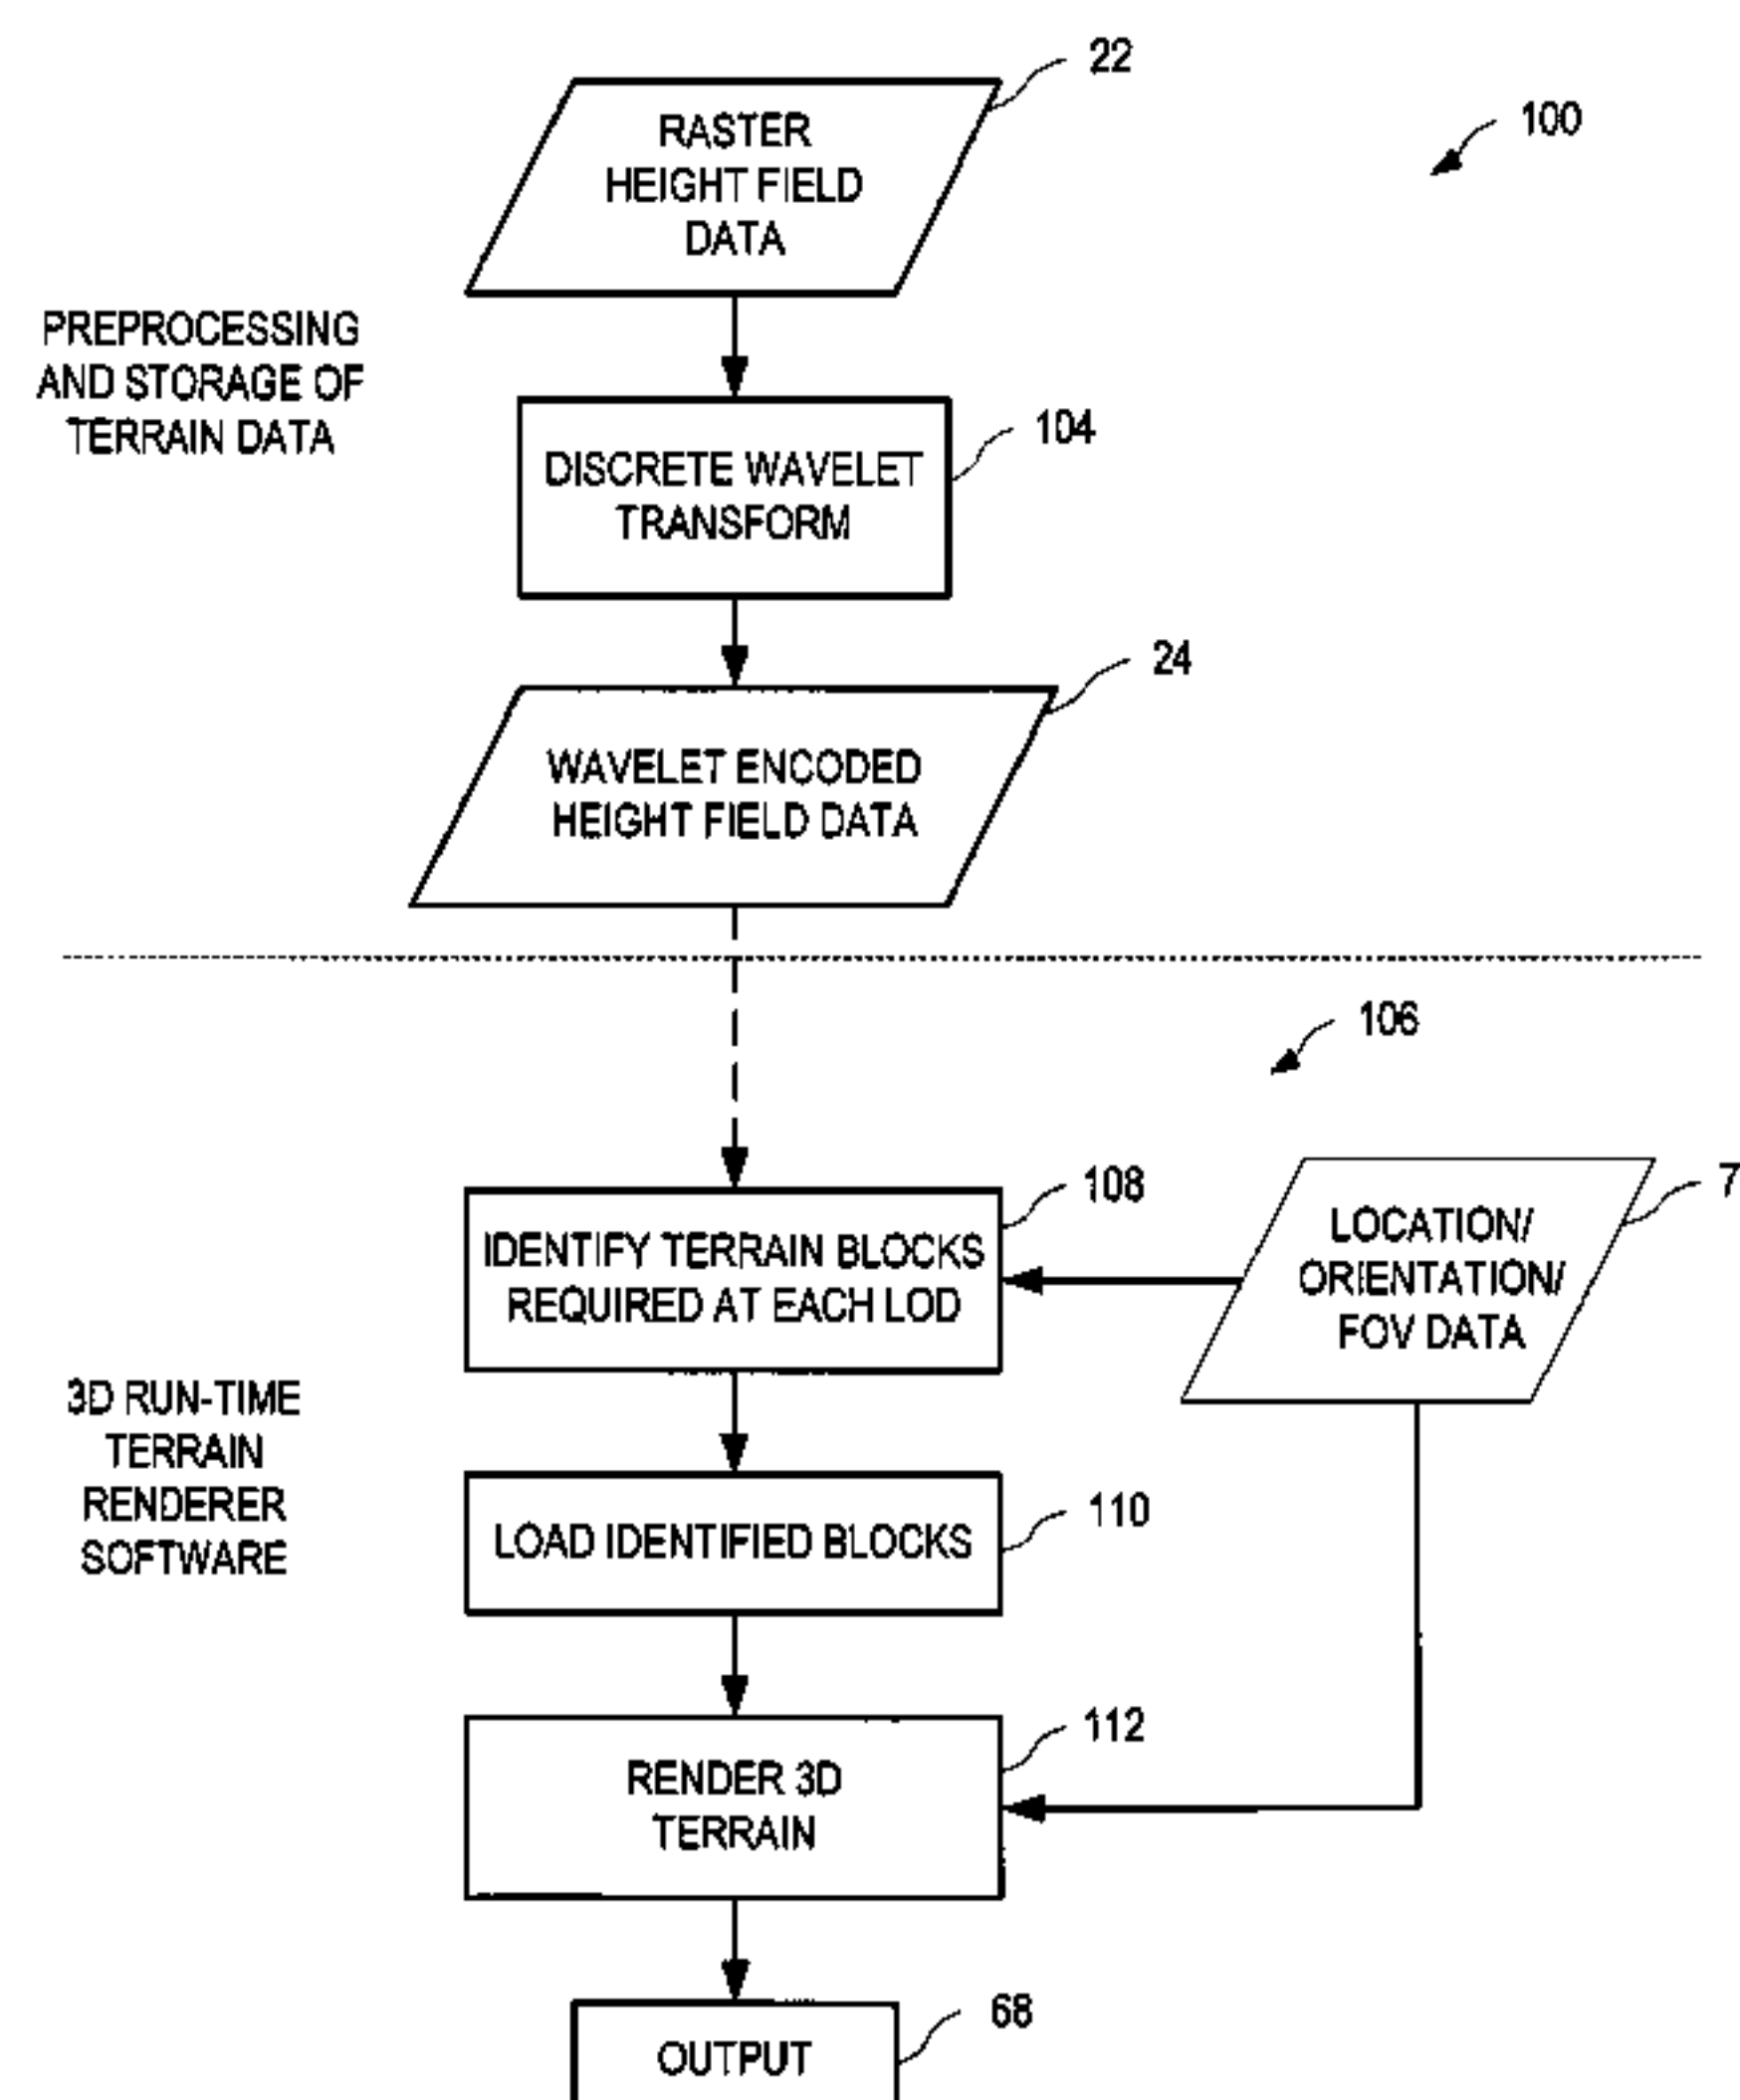 22
100
RASTER
HEIGHT FIELD
DATA
PREPROCESSING
AND STORAGE OF
TERRAIN DATA
104
DISCRETE WAVELET
TRANSFORM
24
WAVELET ENCODED
HEIGHT FIELD DATA
106
108
7
IDENTIFY TERRAIN BLOCKS
REQUIRED AT EACH LOD
LOCATION/
ORIENTATION/
FOV DATA
3D RUN-TIME
TERRAIN
RENDERER
SOFTWARE
110
LOAD IDENTIFIED BLOCKS
112
RENDER 3D
TERRAIN
68
OUTPUT